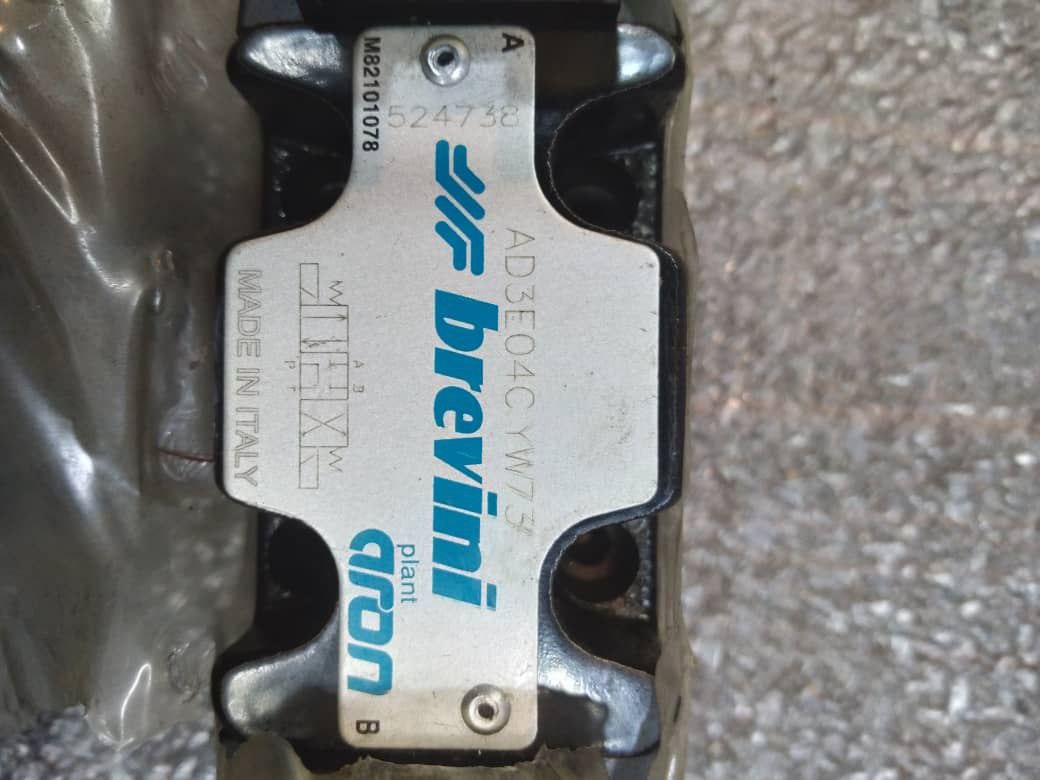 A
524738
M82101078
AD3E04C YW73
brevini
A B
P T
MADE IN ITALY
plant
aron
B